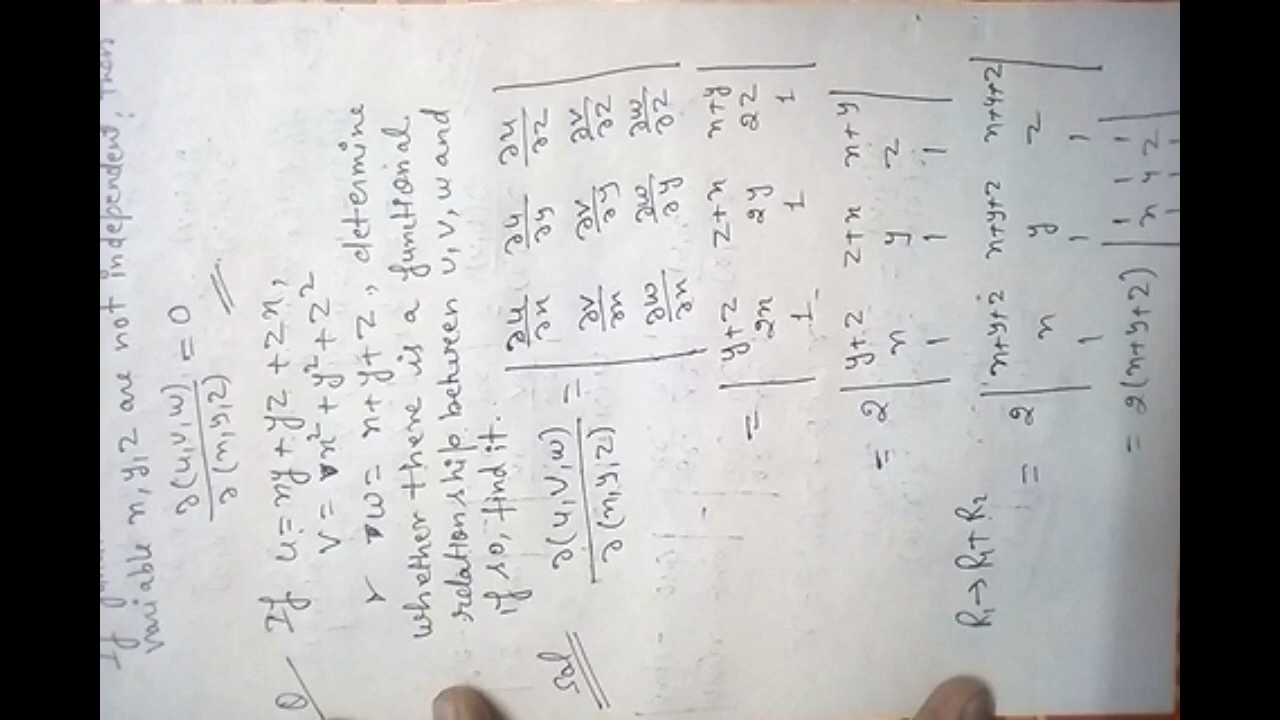 variable x, y, z are not independent, then
∂(u,v,w)/∂(x,y,z) = 0
Q If u = xy + yz + zx,
v = x² + y² + z²
& w = x + y + z, determine
whether there is a functional
relationship between u, v, w and
if so, find it.
Sol ∂(u,v,w)/∂(x,y,z) = | ∂u/∂x ∂u/∂y ∂u/∂z |
| ∂v/∂x ∂v/∂y ∂v/∂z |
| ∂w/∂x ∂w/∂y ∂w/∂z |
= | y+z z+x x+y |
| 2x 2y 2z |
| 1 1 1 |
= 2 | y+z z+x x+y |
| x y z |
| 1 1 1 |
R₁→R₁+R₂ = 2 | x+y+z x+y+z x+y+z |
| x y z |
| 1 1 1 |
= 2(x+y+z) | 1 1 1 |
| x y z |